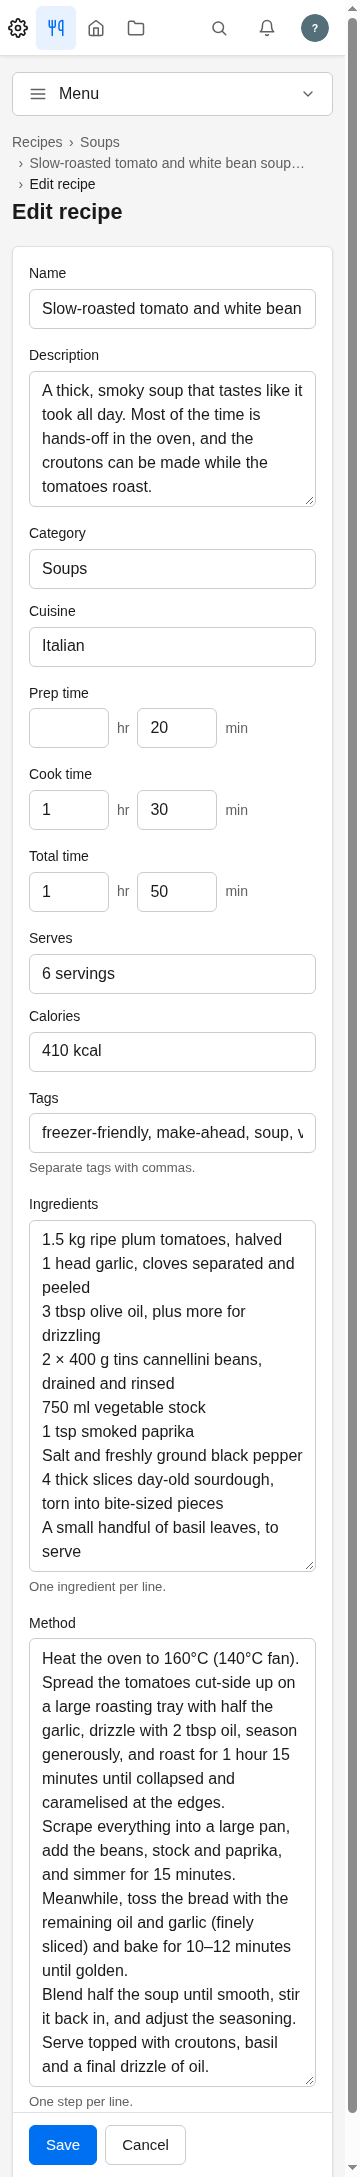 ?
Menu
Recipes › Soups
› Slow-roasted tomato and white bean soup…
› Edit recipe
Edit recipe
Name
Slow-roasted tomato and white bean
Description
A thick, smoky soup that tastes like it
took all day. Most of the time is
hands-off in the oven, and the
croutons can be made while the
tomatoes roast.
Category
Soups
Cuisine
Italian
Prep time
hr 20 min
Cook time
1 hr 30 min
Total time
1 hr 50 min
Serves
6 servings
Calories
410 kcal
Tags
freezer-friendly, make-ahead, soup,
Separate tags with commas.
Ingredients
1.5 kg ripe plum tomatoes, halved
1 head garlic, cloves separated and
peeled
3 tbsp olive oil, plus more for
drizzling
2 × 400 g tins cannellini beans,
drained and rinsed
750 ml vegetable stock
1 tsp smoked paprika
Salt and freshly ground black pepper
4 thick slices day-old sourdough,
torn into bite-sized pieces
A small handful of basil leaves, to
serve
One ingredient per line.
Method
Heat the oven to 160°C (140°C fan).
Spread the tomatoes cut-side up on
a large roasting tray with half the
garlic, drizzle with 2 tbsp oil, season
generously, and roast for 1 hour 15
minutes until collapsed and
caramelised at the edges.
Scrape everything into a large pan,
add the beans, stock and paprika,
and simmer for 15 minutes.
Meanwhile, toss the bread with the
remaining oil and garlic (finely
sliced) and bake for 10–12 minutes
until golden.
Blend half the soup until smooth, stir
it back in, and adjust the seasoning.
Serve topped with croutons, basil
and a final drizzle of oil.
One step per line.
Save Cancel